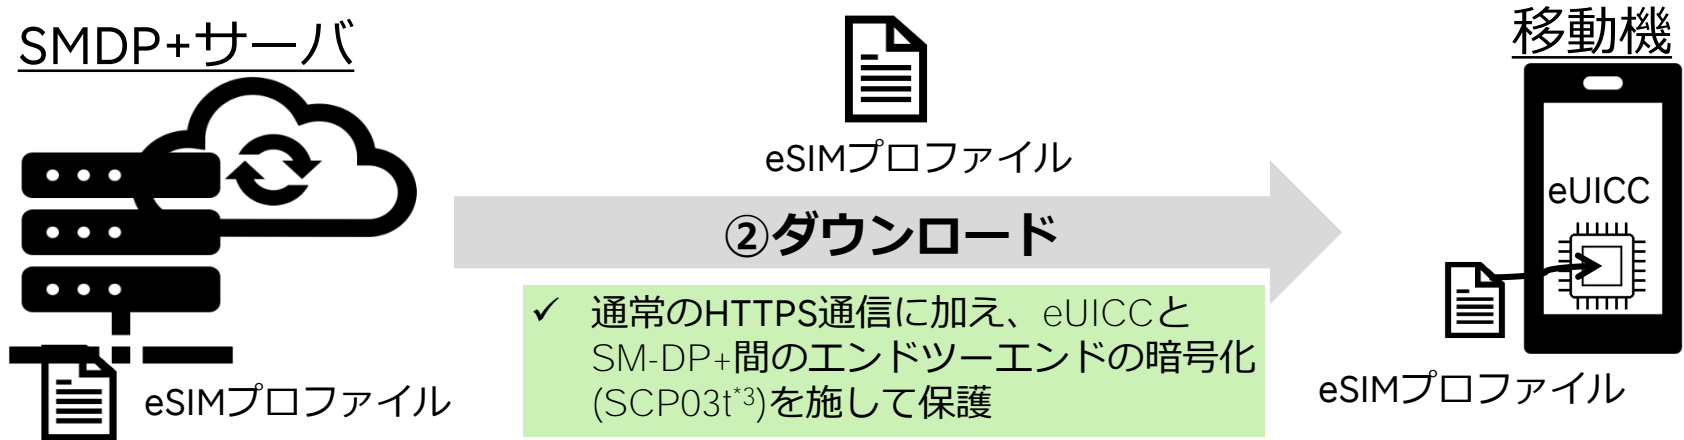 SMDP+サーバ
eSIMプロファイル
移動機
eUICC
②ダウンロード
✓ 通常のHTTPS通信に加え、eUICCと
SM-DP+間のエンドツーエンドの暗号化
(SCP03t*3)を施して保護
eSIMプロファイル
eSIMプロファイル